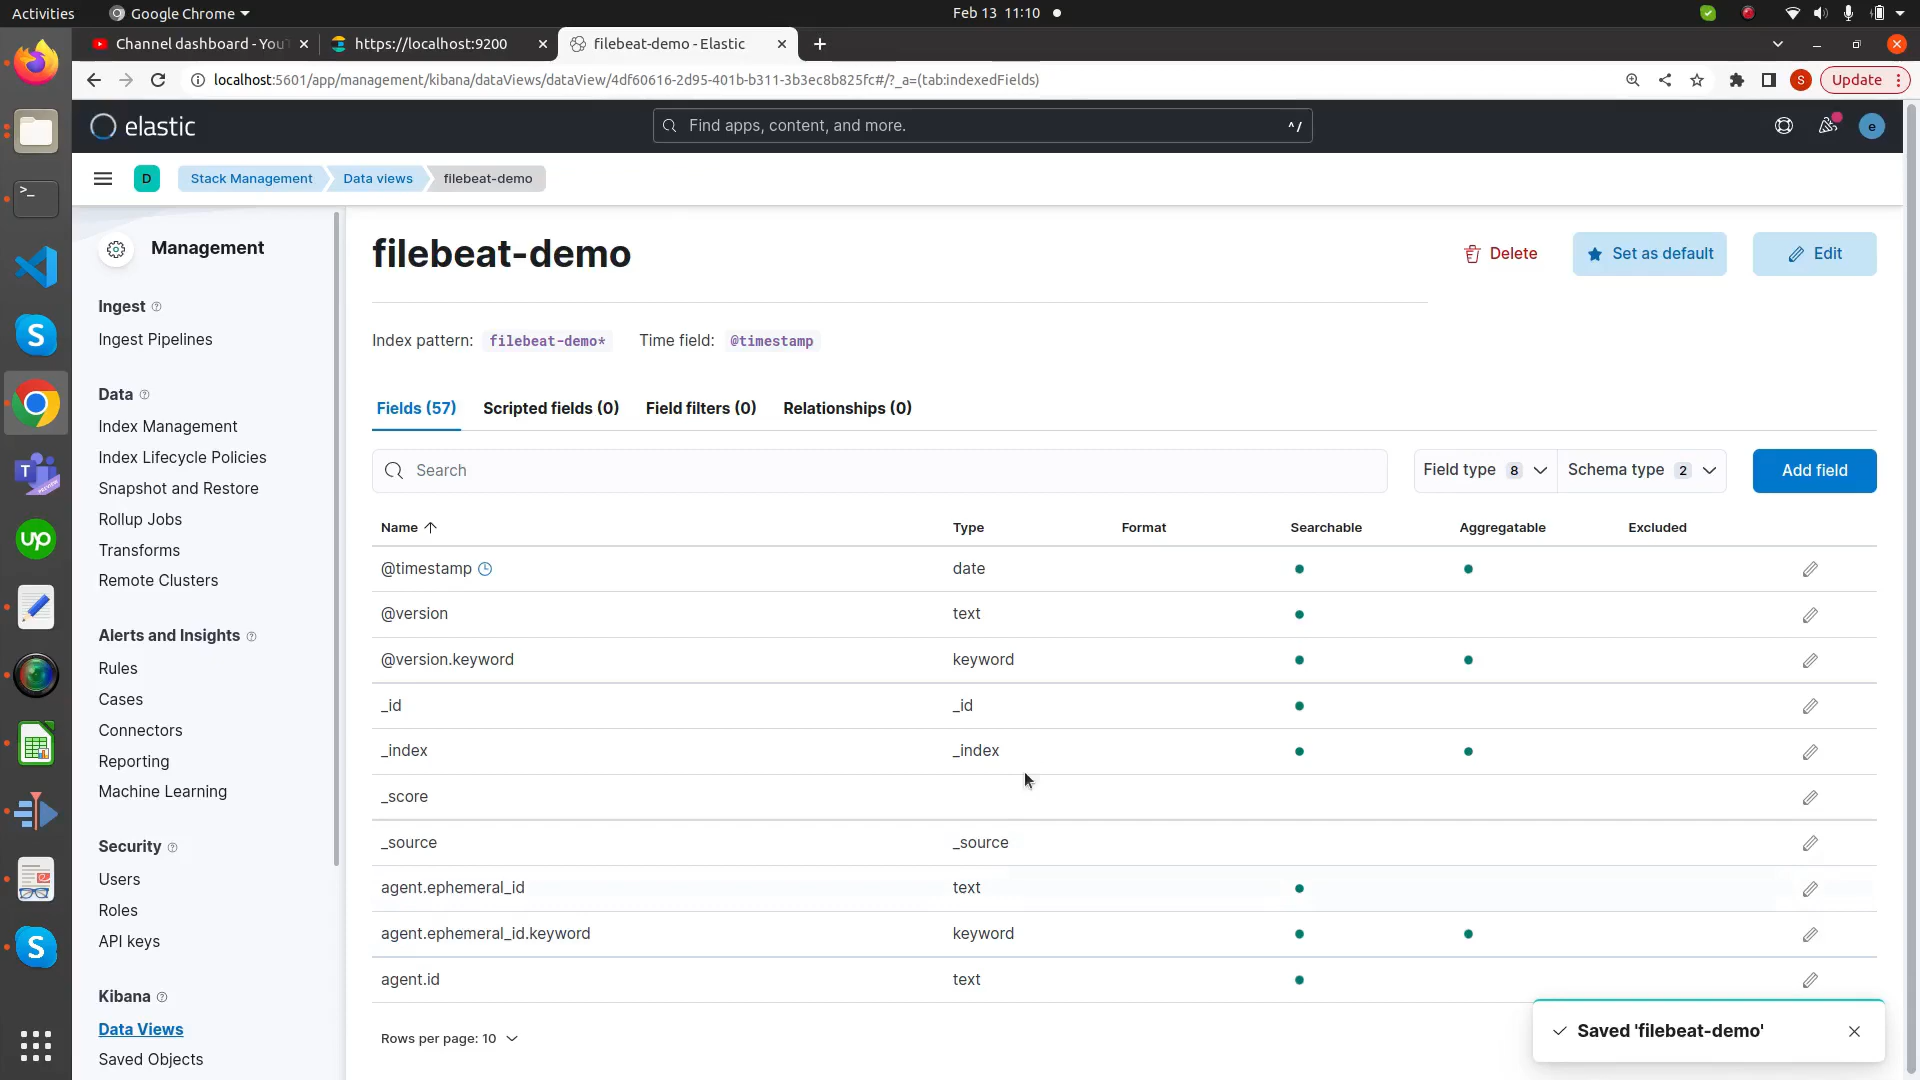 Activities
Google Chrome
Feb 13 11:10
Channel dashboard - YouT
https://localhost:9200
filebeat-demo - Elastic
localhost:5601/app/management/kibana/dataViews/dataView/4df60616-2d95-401b-b311-3b3ec8b825fc#/?_a=(tab:indexedFields)
S
Update
elastic
Find apps, content, and more.
^/
e
D
Stack Management
Data views
filebeat-demo
Management
Ingest
Ingest Pipelines
Data
Index Management
Index Lifecycle Policies
Snapshot and Restore
Rollup Jobs
Transforms
Remote Clusters
Alerts and Insights
Rules
Cases
Connectors
Reporting
Machine Learning
Security
Users
Roles
API keys
Kibana
Data Views
Saved Objects
filebeat-demo
Delete
Set as default
Edit
Index pattern: filebeat-demo* Time field: @timestamp
Fields (57) Scripted fields (0) Field filters (0) Relationships (0)
Search
Field type 8
Schema type 2
Add field
Name Type Format Searchable Aggregatable Excluded
@timestamp date
@version text
@version.keyword keyword
_id _id
_index _index
_score
_source _source
agent.ephemeral_id text
agent.ephemeral_id.keyword keyword
agent.id text
Rows per page: 10
Saved 'filebeat-demo'